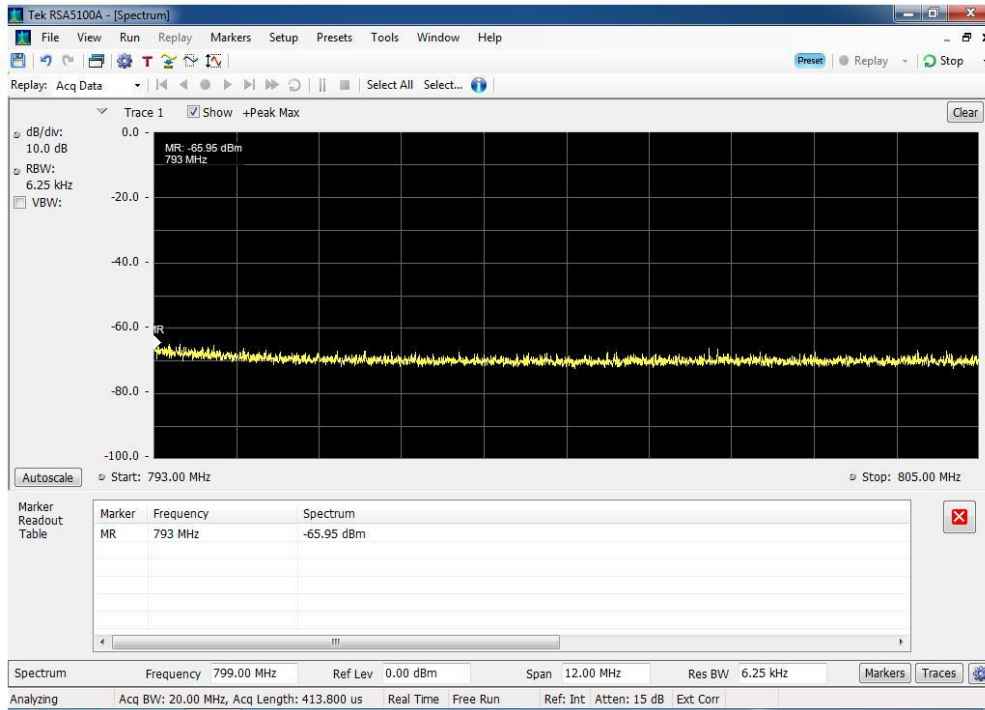 Tek RSA5100A - [Spectrum]
File View Run Replay Markers Setup Presets Tools Window Help
T Preset Replay Stop
Replay: Acq Data Select All Select...
Trace 1 Show +Peak Max Clear
dB/div:
10.0 dB
RBW:
6.25 kHz
VBW:
0.0
MR: -65.95 dBm
793 MHz
-20.0
-40.0
-60.0
MR
-80.0
-100.0
Autoscale Start: 793.00 MHz Stop: 805.00 MHz
Marker
Readout
Table
Marker Frequency Spectrum
MR 793 MHz -65.95 dBm
Spectrum Frequency 799.00 MHz Ref Lev 0.00 dBm Span 12.00 MHz Res BW 6.25 kHz Markers Traces
Analyzing Acq BW: 20.00 MHz, Acq Length: 413.800 us Real Time Free Run Ref: Int Atten: 15 dB Ext Corr